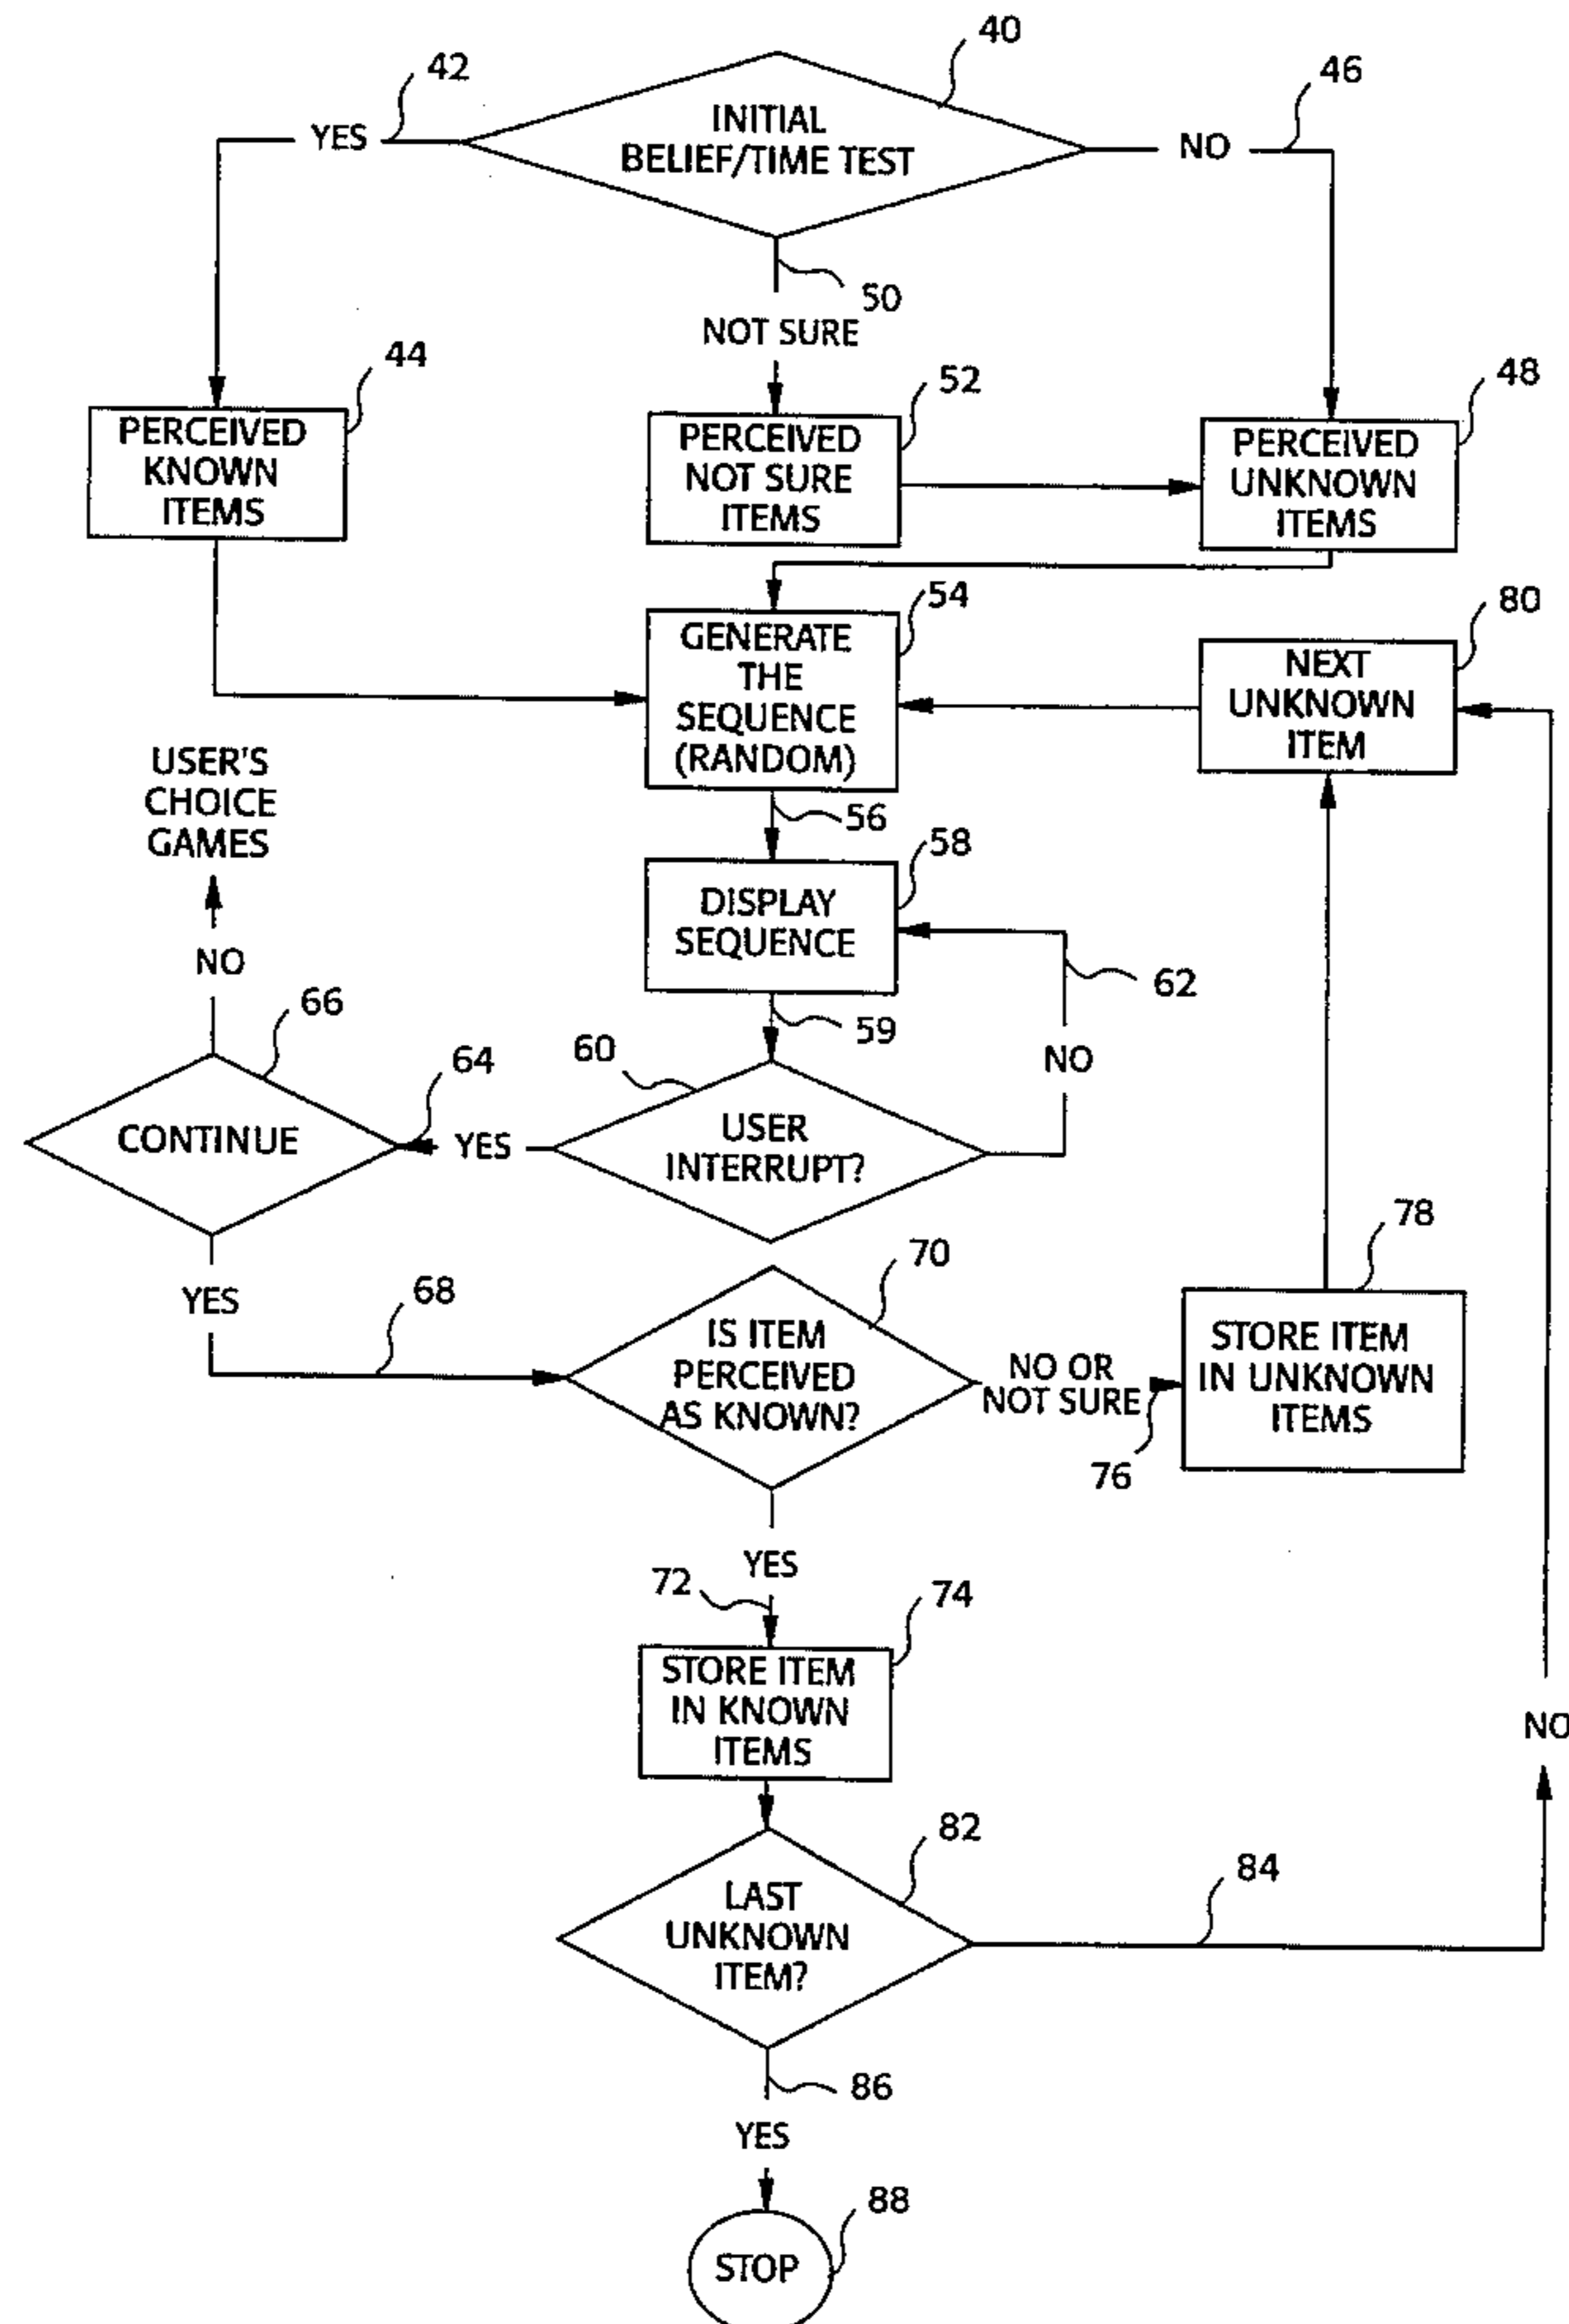 40
42
46
YES
INITIAL
BELIEF/TIME TEST
NO
50
NOT SURE
44
52
48
PERCEIVED
KNOWN
ITEMS
PERCEIVED
NOT SURE
ITEMS
PERCEIVED
UNKNOWN
ITEMS
54
80
GENERATE
THE
SEQUENCE
(RANDOM)
NEXT
UNKNOWN
ITEM
USER'S
CHOICE
GAMES
56
58
DISPLAY
SEQUENCE
NO
62
59
66
60
64
NO
CONTINUE
YES
USER
INTERRUPT?
78
70
68
YES
IS ITEM
PERCEIVED
AS KNOWN?
NO OR
NOT SURE
76
STORE ITEM
IN UNKNOWN
ITEMS
YES
72
74
STORE ITEM
IN KNOWN
ITEMS
NO
82
84
LAST
UNKNOWN
ITEM?
86
YES
88
STOP